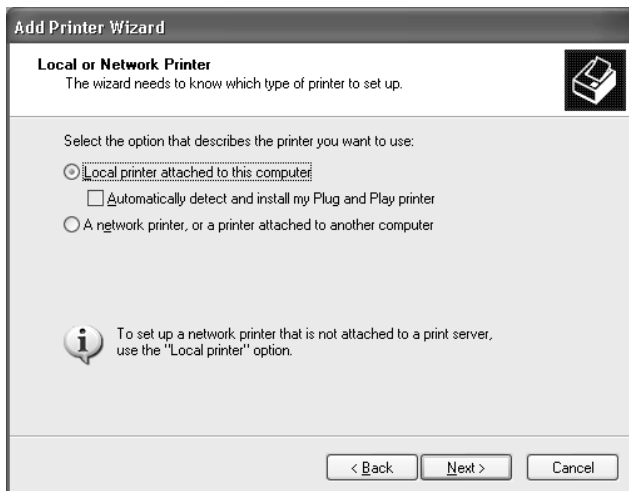 Add Printer Wizard
Local or Network Printer
The wizard needs to know which type of printer to set up.
Select the option that describes the printer you want to use:
Local printer attached to this computer
Automatically detect and install my Plug and Play printer
A network printer, or a printer attached to another computer
To set up a network printer that is not attached to a print server,
use the "Local printer" option.
< Back Next > Cancel